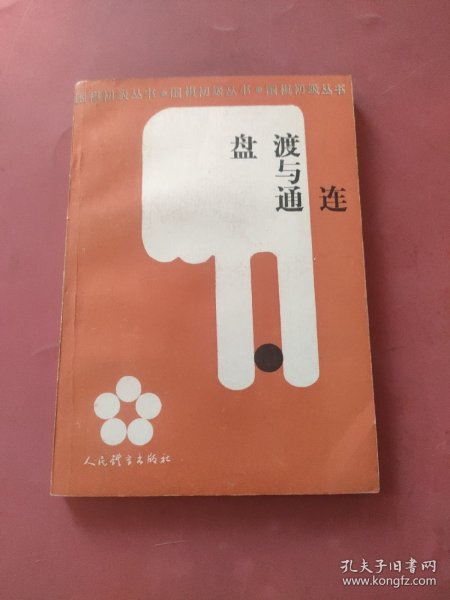 围棋初级丛书●围棋初级丛书●围棋初级丛书
盘 渡
与
通 连
人民體育出版社
孔夫子旧书网
www.kongfz.com